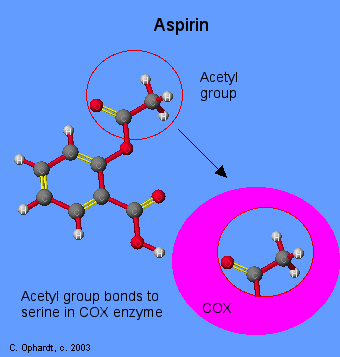 Aspirin
Acetyl
group
H
H
H
H
H
H
H
H
H
H
H
COX
Acetyl group bonds to
serine in COX enzyme
C. Ophardt, c. 2003